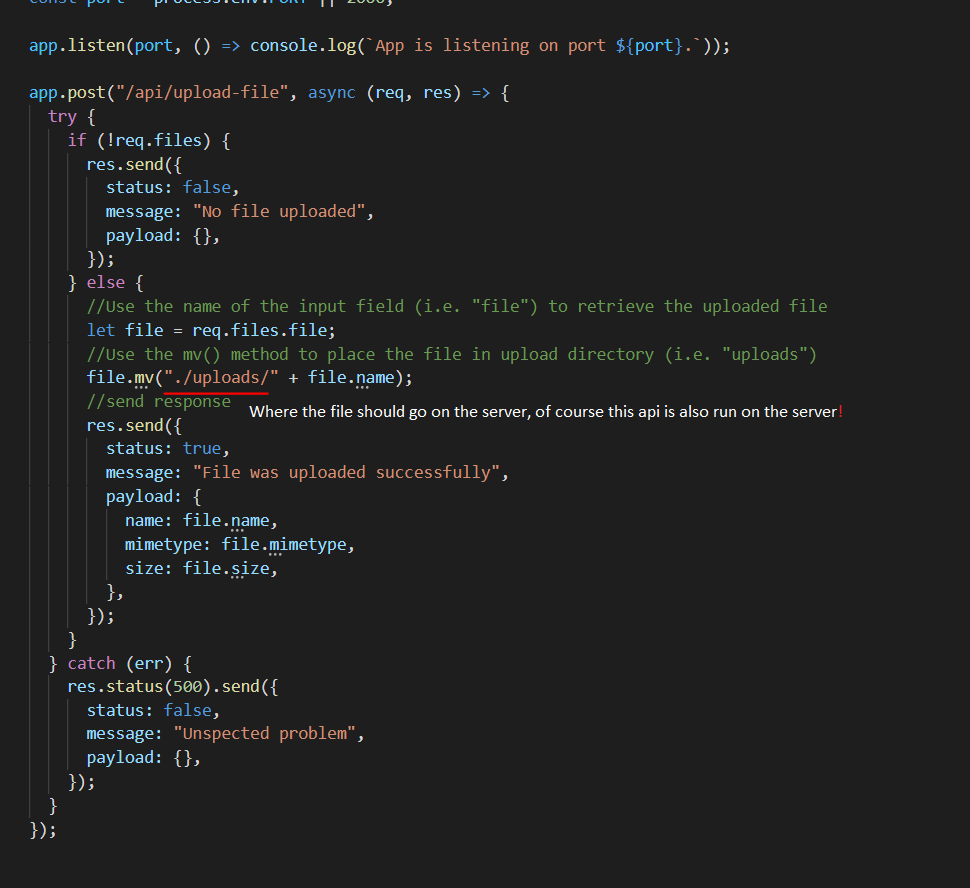 const port = process.env.PORT || 2000;
app.listen(port, () => console.log(`App is listening on port ${port}.`));
app.post("/api/upload-file", async (req, res) => {
try {
if (!req.files) {
res.send({
status: false,
message: "No file uploaded",
payload: {},
});
} else {
//Use the name of the input field (i.e. "file") to retrieve the uploaded file
let file = req.files.file;
//Use the mv() method to place the file in upload directory (i.e. "uploads")
file.mv("./uploads/" + file.name);
//send response
Where the file should go on the server, of course this api is also run on the server!
res.send({
status: true,
message: "File was uploaded successfully",
payload: {
name: file.name,
mimetype: file.mimetype,
size: file.size,
},
});
}
} catch (err) {
res.status(500).send({
status: false,
message: "Unspected problem",
payload: {},
});
}
});